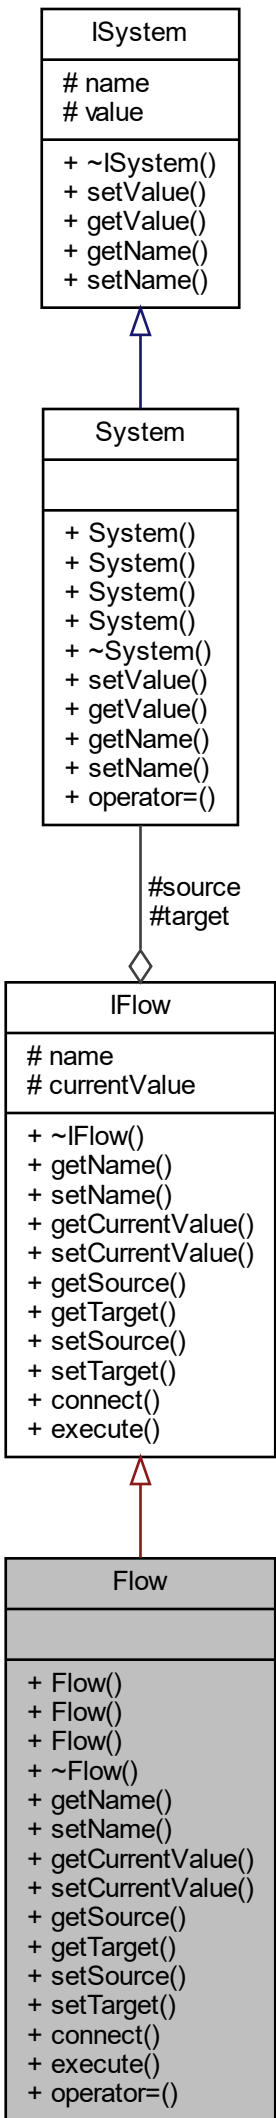 ISystem
# name
# value
+ ~ISystem()
+ setValue()
+ getValue()
+ getName()
+ setName()
System
+ System()
+ System()
+ System()
+ System()
+ ~System()
+ setValue()
+ getValue()
+ getName()
+ setName()
+ operator=()
#source
#target
IFlow
# name
# currentValue
+ ~IFlow()
+ getName()
+ setName()
+ getCurrentValue()
+ setCurrentValue()
+ getSource()
+ getTarget()
+ setSource()
+ setTarget()
+ connect()
+ execute()
Flow
+ Flow()
+ Flow()
+ Flow()
+ ~Flow()
+ getName()
+ setName()
+ getCurrentValue()
+ setCurrentValue()
+ getSource()
+ getTarget()
+ setSource()
+ setTarget()
+ connect()
+ execute()
+ operator=()